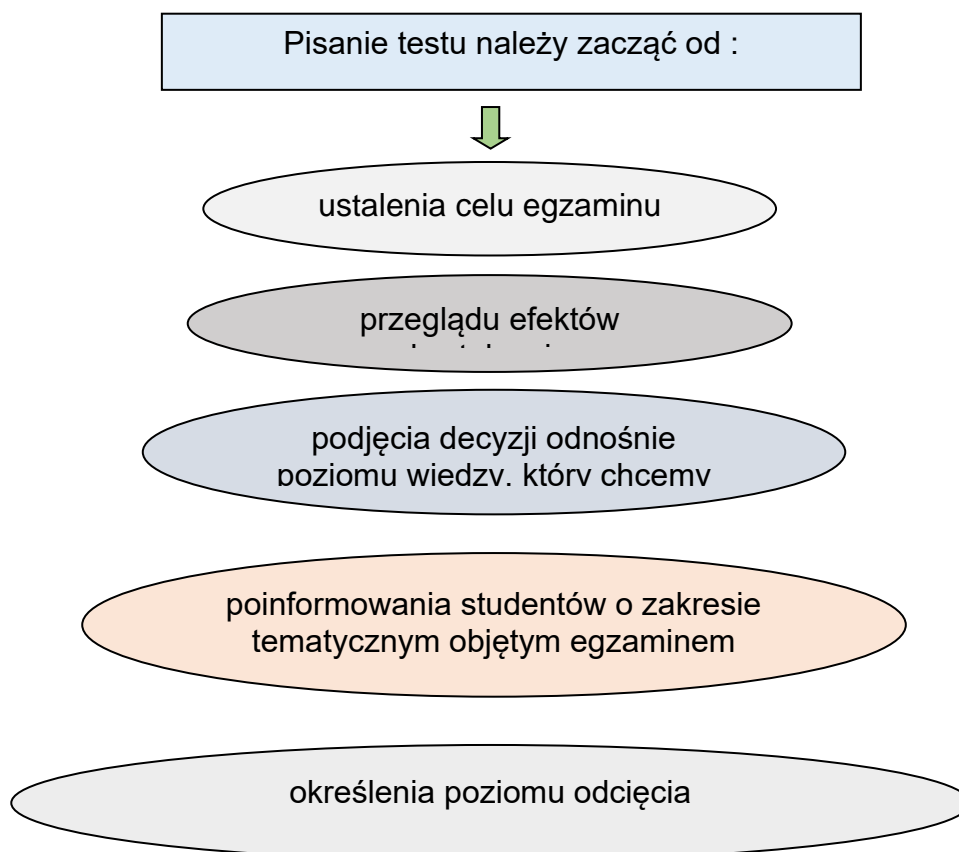 Pisanie testu należy zacząć od :
ustalenia celu egzaminu
przeglądu efektów
podjęcia decyzji odnośnie
poziomu wiedzy, który chcemy
poinformowania studentów o zakresie
tematycznym objętym egzaminem
określenia poziomu odcięcia